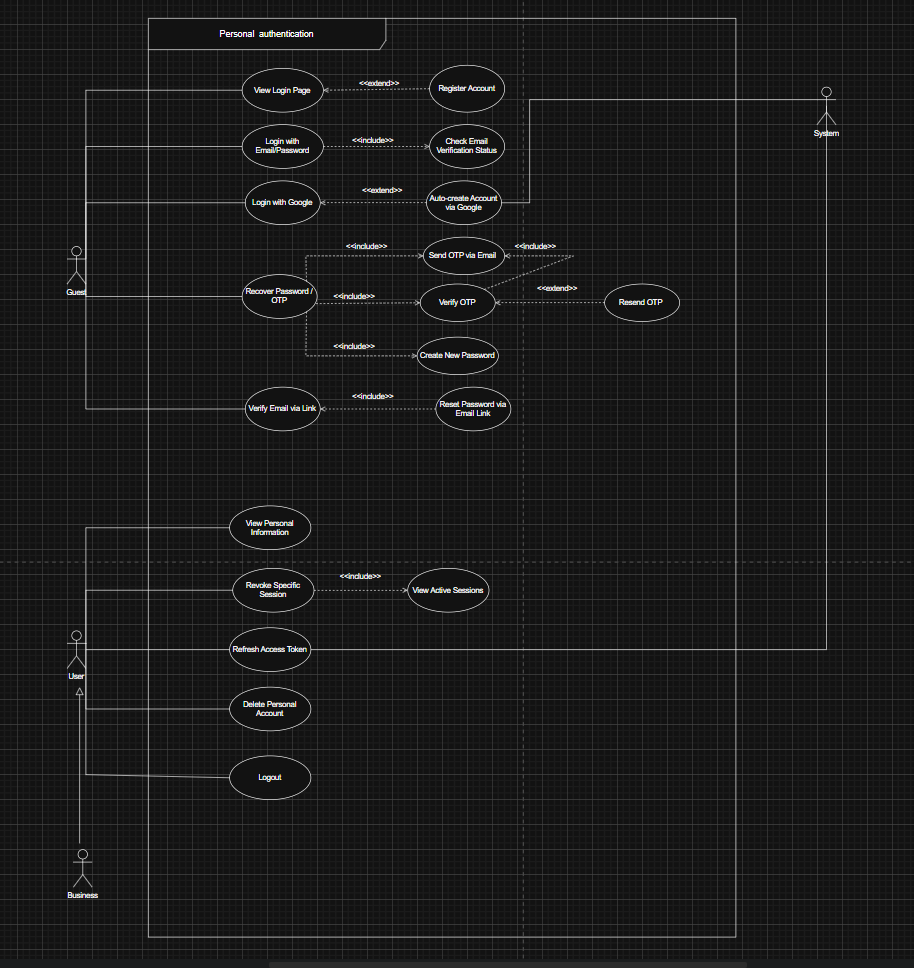 Personal authentication
View Login Page
<<extend>>
Register Account
System
Login with
Email/Password
<<include>>
Check Email
Verification Status
Login with Google
<<extend>>
Auto-create Account
via Google
Guest
Recover Password /
OTP
<<include>>
Send OTP via Email
<<include>>
<<include>>
Verify OTP
<<extend>>
Resend OTP
<<include>>
Create New Password
Verify Email via Link
<<include>>
Reset Password via
Email Link
View Personal
Information
Revoke Specific
Session
<<include>>
View Active Sessions
User
Refresh Access Token
Delete Personal
Account
Logout
Business